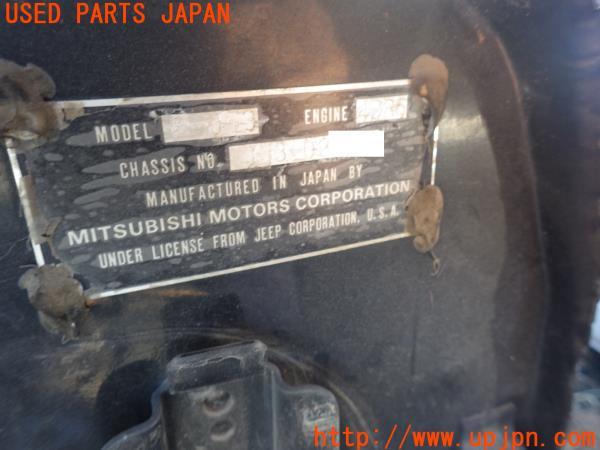 USED PARTS JAPAN
MODEL ENGINE
CHASSIS Nº
MANUFACTURED IN JAPAN BY
MITSUBISHI MOTORS CORPORATION
UNDER LICENSE FROM JEEP CORPORATION, U.S.A.
http://www.upjpn.com/